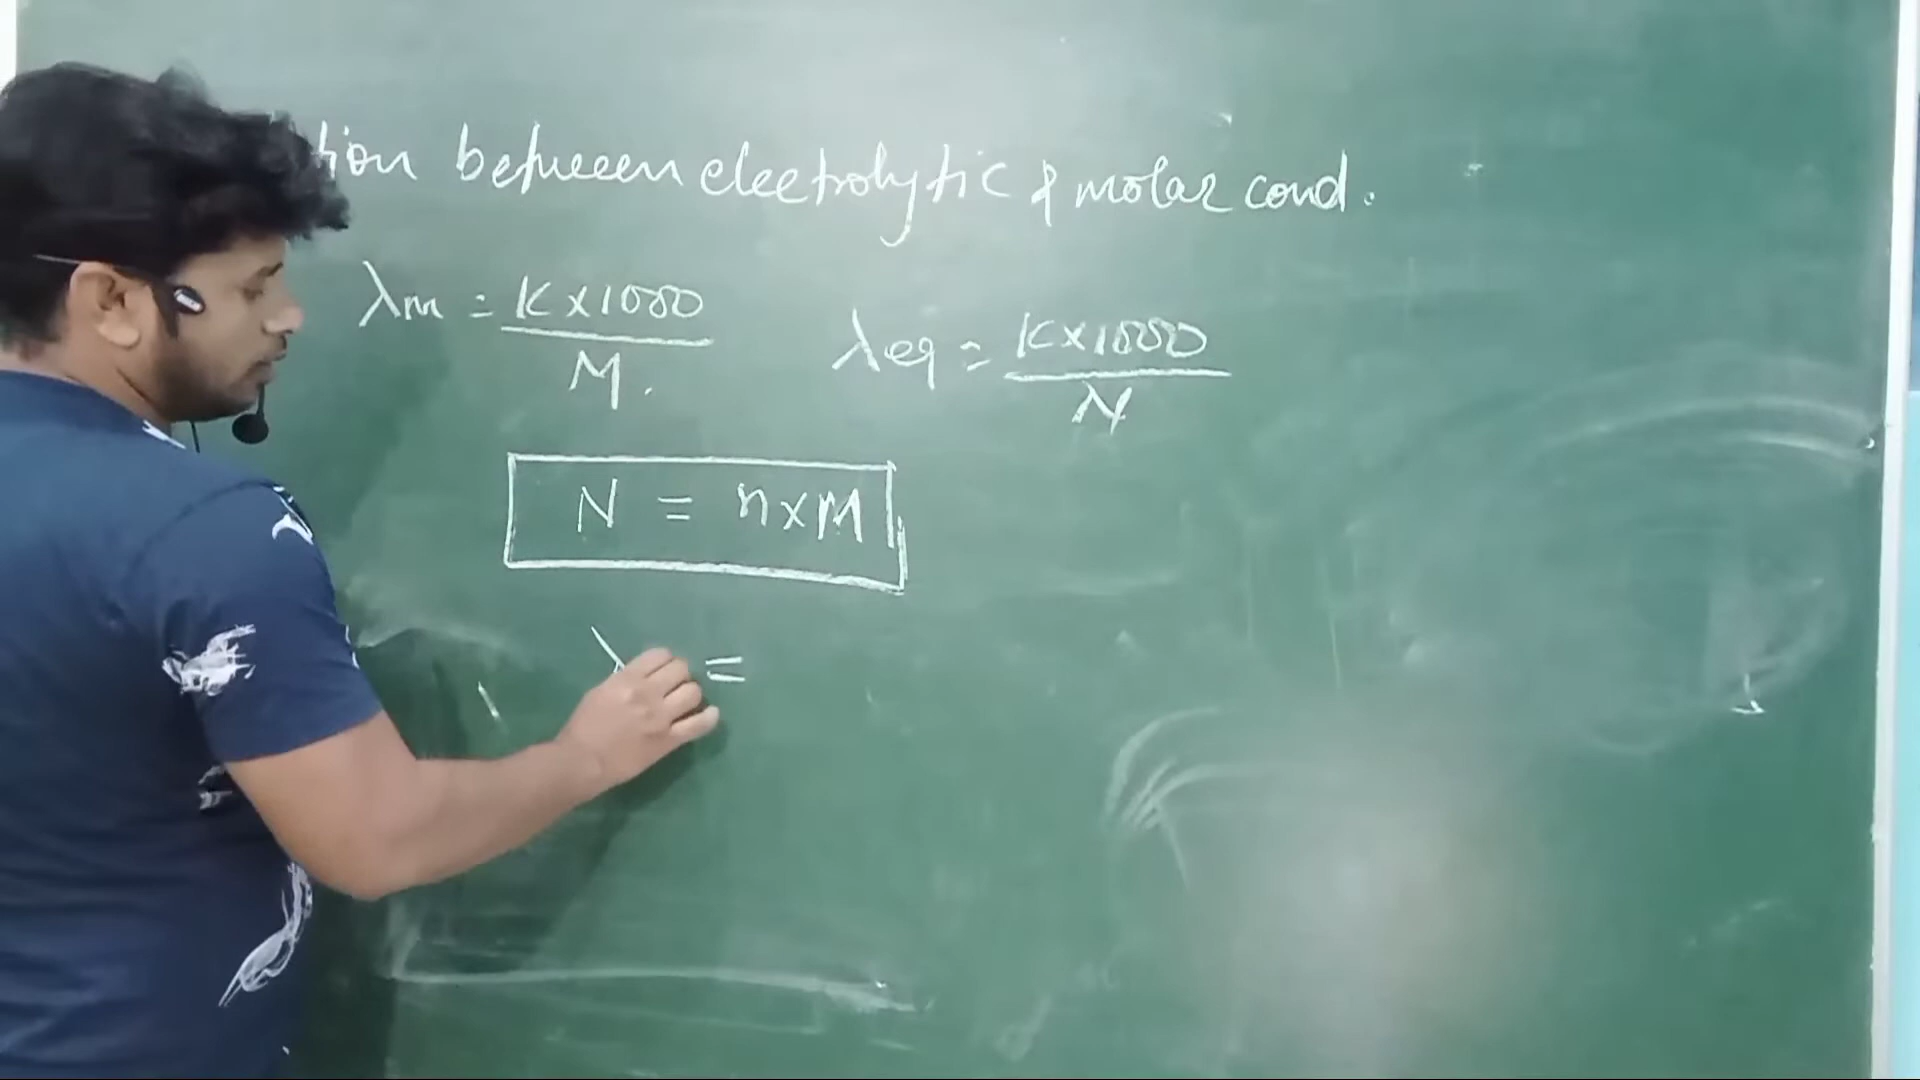 tion between electrolytic & molar cond.
λm = K×1000 / M.
λeq = K×1000 / N
N = n×M
λ =